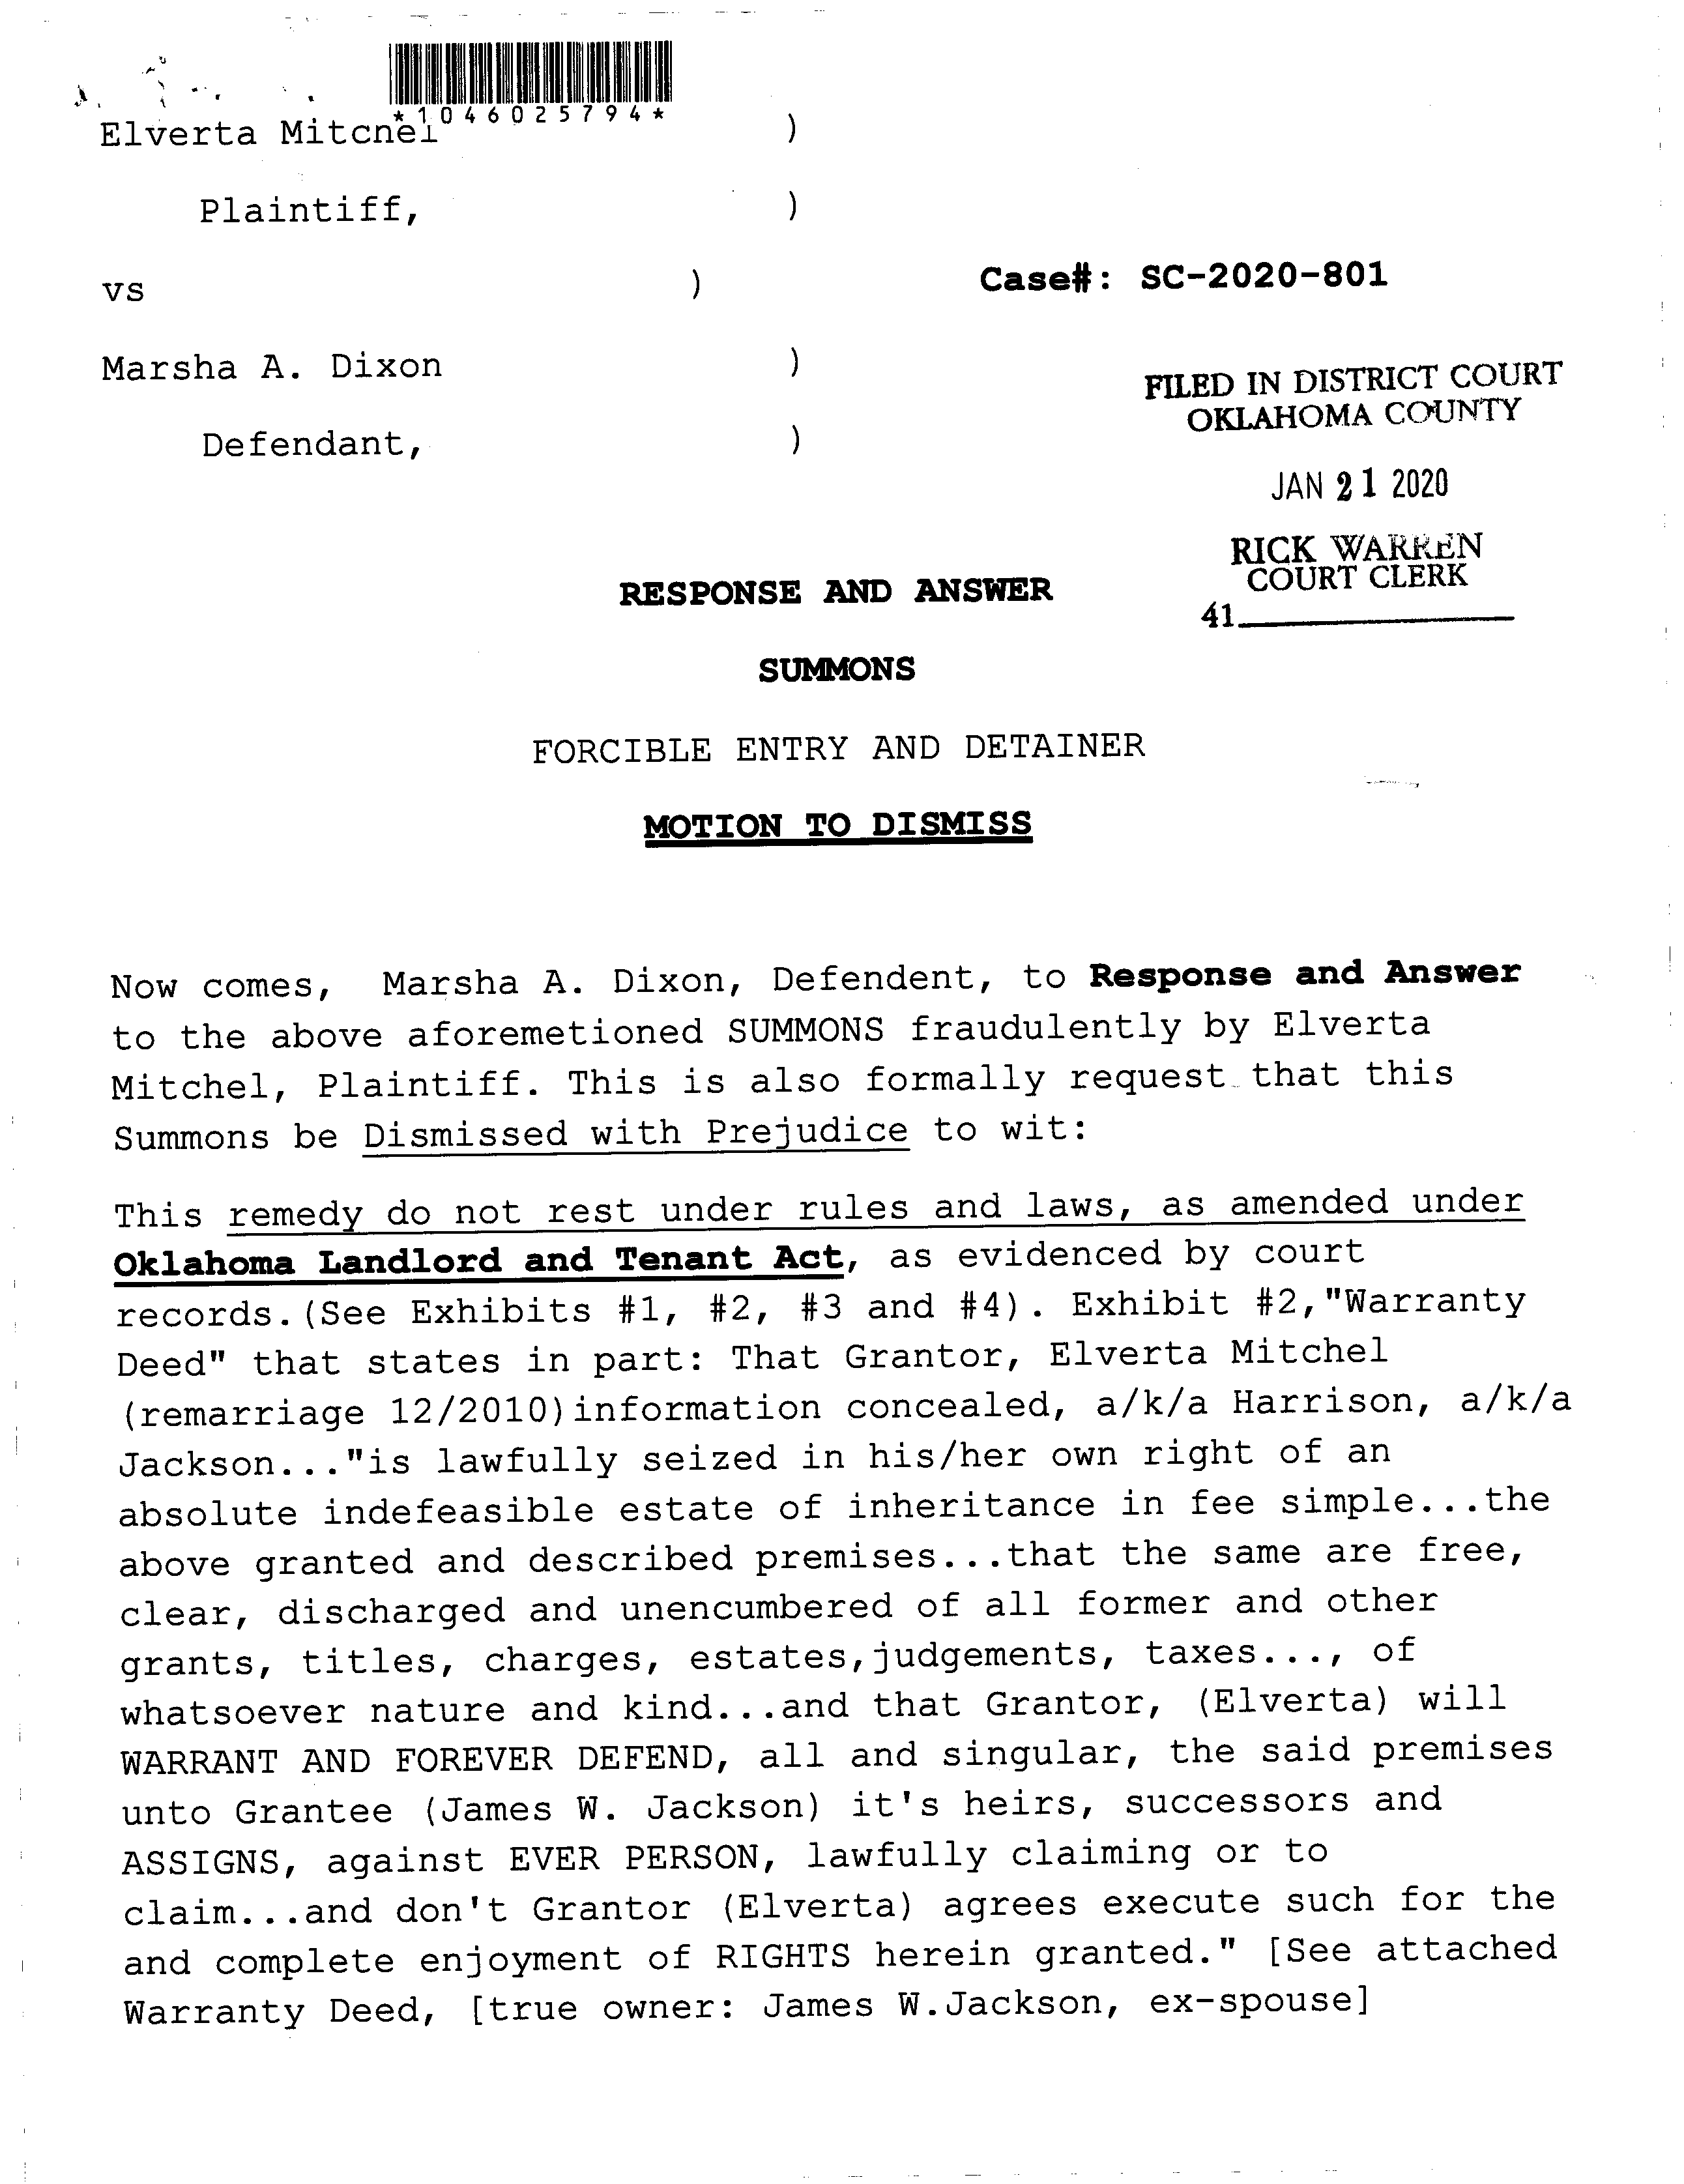 *1046025794*
Elverta Mitchel )
Plaintiff, )
vs )
Case#: SC-2020-801
Marsha A. Dixon )
Defendant, )
FILED IN DISTRICT COURT
OKLAHOMA COUNTY
JAN 21 2020
RICK WARREN
COURT CLERK
41
RESPONSE AND ANSWER
SUMMONS
FORCIBLE ENTRY AND DETAINER
MOTION TO DISMISS
Now comes, Marsha A. Dixon, Defendent, to Response and Answer
to the above aforemetioned SUMMONS fraudulently by Elverta
Mitchel, Plaintiff. This is also formally request that this
Summons be Dismissed with Prejudice to wit:
This remedy do not rest under rules and laws, as amended under
Oklahoma Landlord and Tenant Act, as evidenced by court
records.(See Exhibits #1, #2, #3 and #4). Exhibit #2,"Warranty
Deed" that states in part: That Grantor, Elverta Mitchel
(remarriage 12/2010)information concealed, a/k/a Harrison, a/k/a
Jackson..."is lawfully seized in his/her own right of an
absolute indefeasible estate of inheritance in fee simple...the
above granted and described premises...that the same are free,
clear, discharged and unencumbered of all former and other
grants, titles, charges, estates,judgements, taxes..., of
whatsoever nature and kind...and that Grantor, (Elverta) will
WARRANT AND FOREVER DEFEND, all and singular, the said premises
unto Grantee (James W. Jackson) it's heirs, successors and
ASSIGNS, against EVER PERSON, lawfully claiming or to
claim...and don't Grantor (Elverta) agrees execute such for the
and complete enjoyment of RIGHTS herein granted." [See attached
Warranty Deed, [true owner: James W.Jackson, ex-spouse]